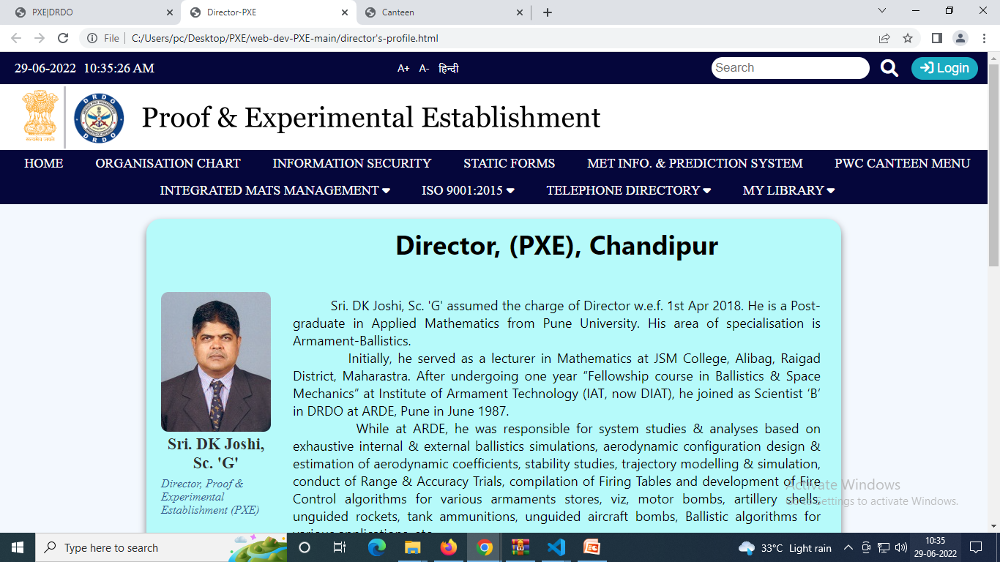 PXE|DRDO
Director-PXE
Canteen
File
C:/Users/pc/Desktop/PXE/web-dev-PXE-main/director's-profile.html
29-06-2022 10:35:26 AM
A+ A- हिन्दी
Search
Login
सत्यमेव जयते
DRDO
DRDO
Proof & Experimental Establishment
HOME ORGANISATION CHART INFORMATION SECURITY STATIC FORMS MET INFO. & PREDICTION SYSTEM PWC CANTEEN MENU
INTEGRATED MATS MANAGEMENT ISO 9001:2015 TELEPHONE DIRECTORY MY LIBRARY
Director, (PXE), Chandipur
Sri. DK Joshi,
Sc. 'G'
Director, Proof &
Experimental
Establishment (PXE)
Sri. DK Joshi, Sc. 'G' assumed the charge of Director w.e.f. 1st Apr 2018. He is a Post-
graduate in Applied Mathematics from Pune University. His area of specialisation is
Armament-Ballistics.
Initially, he served as a lecturer in Mathematics at JSM College, Alibag, Raigad
District, Maharastra. After undergoing one year “Fellowship course in Ballistics & Space
Mechanics” at Institute of Armament Technology (IAT, now DIAT), he joined as Scientist ‘B’
in DRDO at ARDE, Pune in June 1987.
While at ARDE, he was responsible for system studies & analyses based on
exhaustive internal & external ballistics simulations, aerodynamic configuration design &
estimation of aerodynamic coefficients, stability studies, trajectory modelling & simulation,
conduct of Range & Accuracy Trials, compilation of Firing Tables and development of Fire
Control algorithms for various armaments stores, viz, motor bombs, artillery shells,
unguided rockets, tank ammunitions, unguided aircraft bombs, Ballistic algorithms for
various applications, etc.
Activate Windows
Go to Settings to activate Windows.
Type here to search
33°C Light rain
10:35
29-06-2022